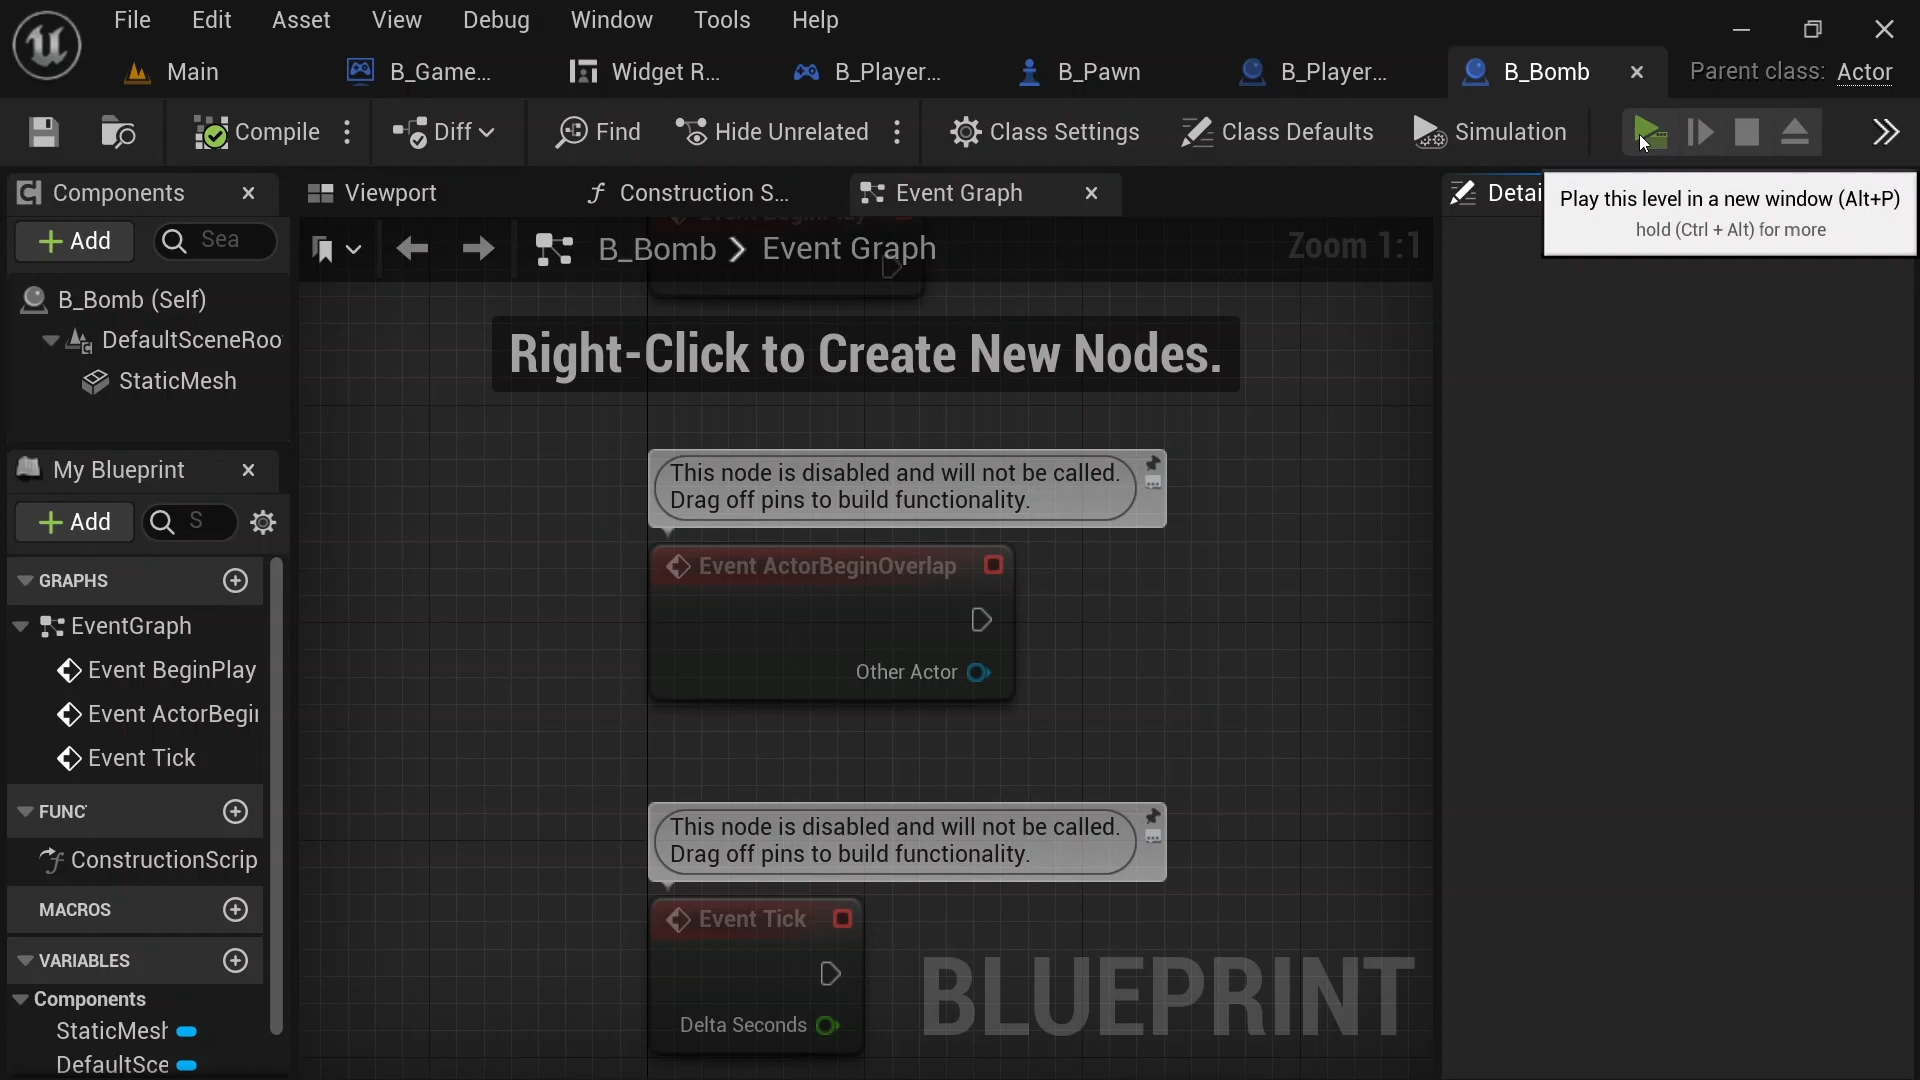 File Edit Asset View Debug Window Tools Help
Main B_Game... Widget R... B_Player... B_Pawn B_Player... B_Bomb Parent class: Actor
Compile Diff Find Hide Unrelated Class Settings Class Defaults Simulation
Components Viewport Construction S... Event Graph Detai
Play this level in a new window (Alt+P)
hold (Ctrl + Alt) for more
Add Sea
B_Bomb > Event Graph Zoom 1:1
Event BeginPlay
B_Bomb (Self)
DefaultSceneRoo
StaticMesh
Right-Click to Create New Nodes.
My Blueprint
Add S
This node is disabled and will not be called.
Drag off pins to build functionality.
Event ActorBeginOverlap
Other Actor
GRAPHS
EventGraph
Event BeginPlay
Event ActorBegi
Event Tick
FUNC
ConstructionScrip
MACROS
VARIABLES
Components
StaticMesh
DefaultSce
This node is disabled and will not be called.
Drag off pins to build functionality.
Event Tick
Delta Seconds
BLUEPRINT